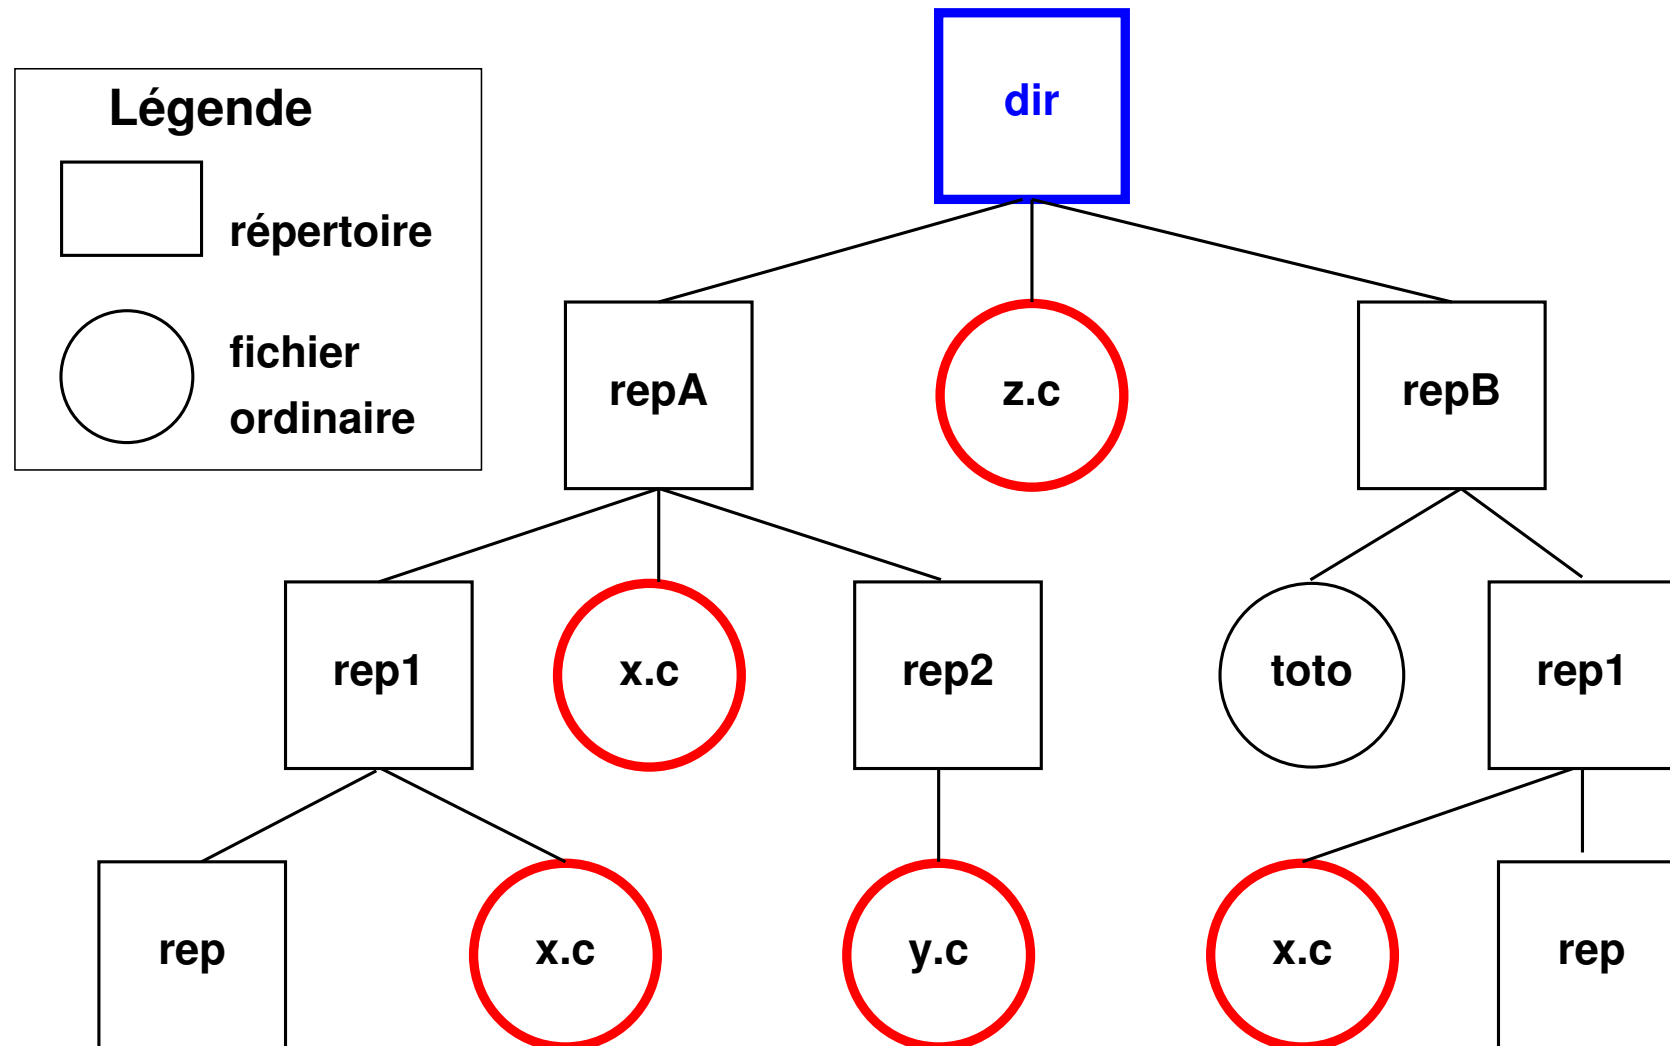 Légende
répertoire
fichier
ordinaire
dir
repA
z.c
repB
rep1
x.c
rep2
toto
rep1
rep
x.c
y.c
x.c
rep